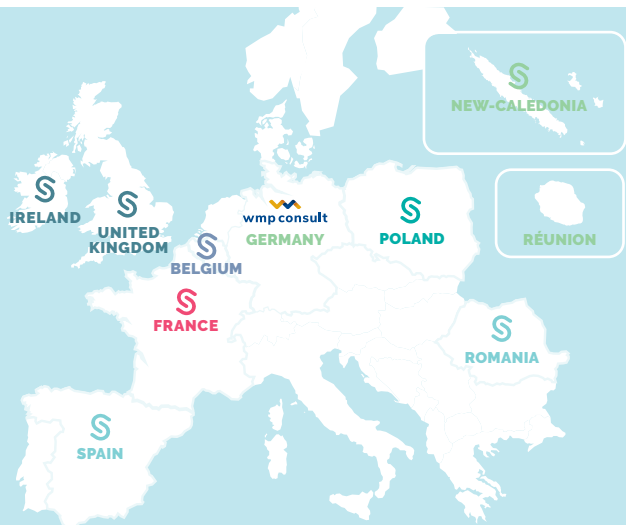 NEW-CALEDONIA
IRELAND
UNITED
KINGDOM
wmp consult
GERMANY
POLAND
RÉUNION
BELGIUM
FRANCE
ROMANIA
SPAIN